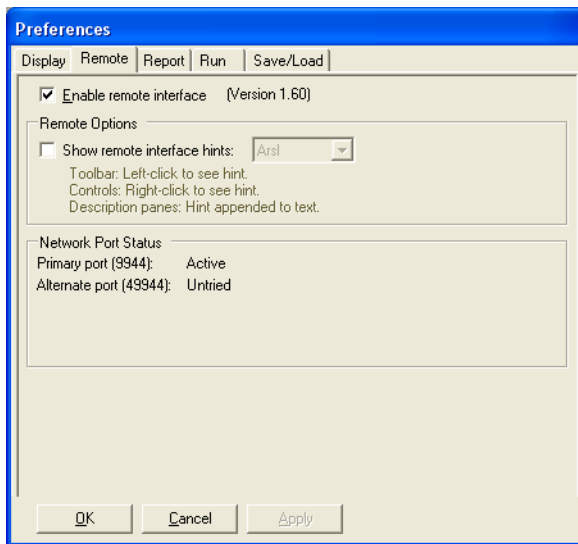 Preferences
Display Remote Report Run Save/Load
Enable remote interface (Version 1.60)
Remote Options
Show remote interface hints: Arsl
Toolbar: Left-click to see hint.
Controls: Right-click to see hint.
Description panes: Hint appended to text.
Network Port Status
Primary port (9944): Active
Alternate port (49944): Untried
OK Cancel Apply